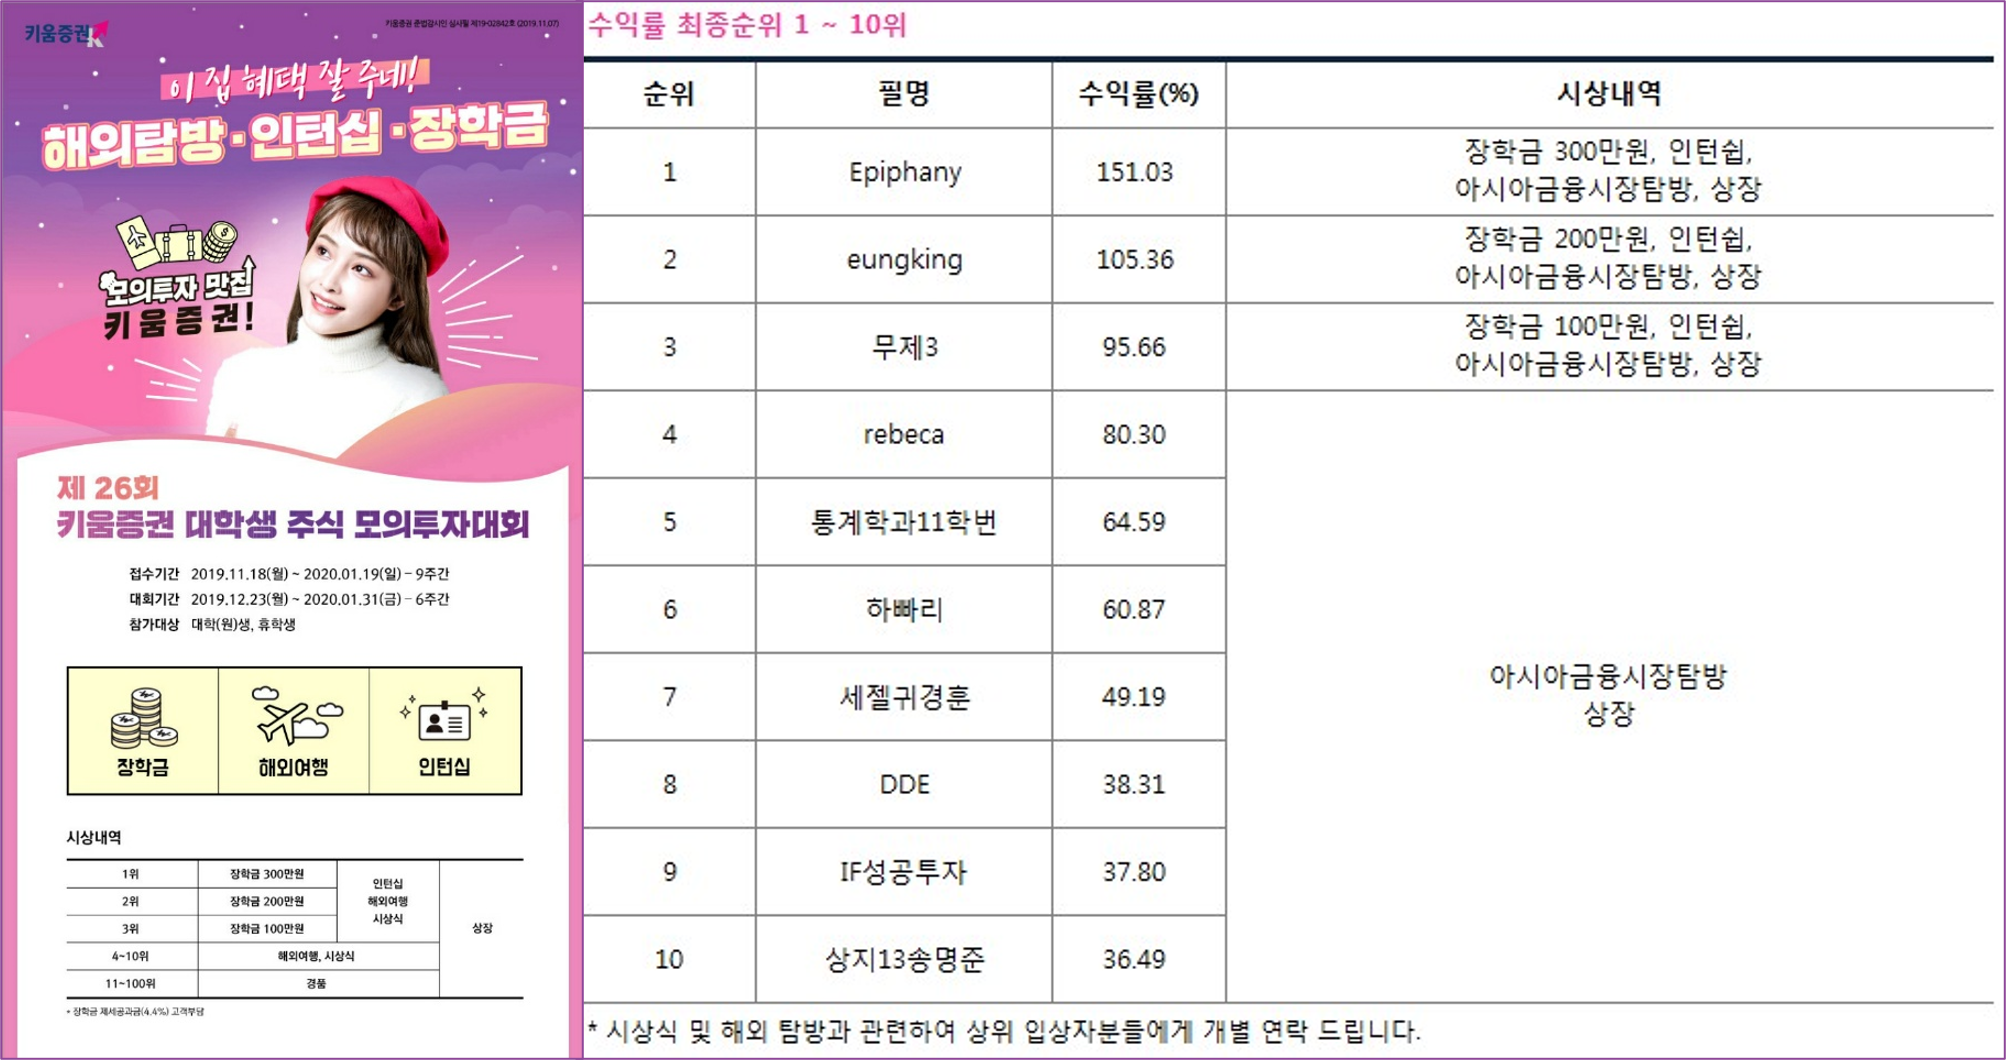 키움증권
키움증권 준법감시인 심사필 제19-02842호 (2019.11.07)
이 집 혜택 잘 주네!
해외탐방·인턴십·장학금
모의투자 맛집
키움증권!
제 26회
키움증권 대학생 주식 모의투자대회
접수기간 2019.11.18(월) ~ 2020.01.19(일) - 9주간
대회기간 2019.12.23(월) ~ 2020.01.31(금) - 6주간
참가대상 대학(원)생, 휴학생
장학금 해외여행 인턴십
시상내역
1위 장학금 300만원
2위 장학금 200만원
3위 장학금 100만원
인턴십
해외여행
시상식
4~10위 해외여행, 시상식
11~100위 경품
상장
* 장학금 제세공과금(4.4%) 고객부담
수익률 최종순위 1 ~ 10위
순위 필명 수익률(%) 시상내역
1 Epiphany 151.03 장학금 300만원, 인턴쉽,
아시아금융시장탐방, 상장
2 eungking 105.36 장학금 200만원, 인턴쉽,
아시아금융시장탐방, 상장
3 무제3 95.66 장학금 100만원, 인턴쉽,
아시아금융시장탐방, 상장
4 rebeca 80.30
5 통계학과11학번 64.59
6 하빠리 60.87
7 세젤귀경훈 49.19
8 DDE 38.31
9 IF성공투자 37.80
10 상지13송명준 36.49
아시아금융시장탐방
상장
* 시상식 및 해외 탐방과 관련하여 상위 입상자분들에게 개별 연락 드립니다.